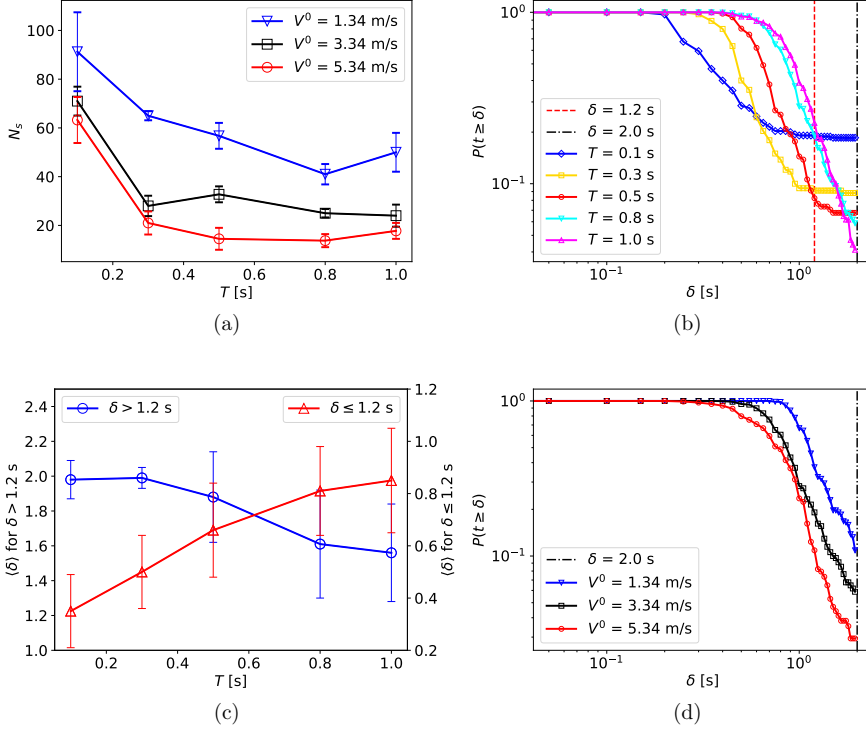 100
80
60
40
20
N_s
V^0 = 1.34 m/s
V^0 = 3.34 m/s
V^0 = 5.34 m/s
0.2 0.4 0.6 0.8 1.0
T [s]
(a)
10^0
10^−1
P(t ≥ δ)
δ = 1.2 s
δ = 2.0 s
T = 0.1 s
T = 0.3 s
T = 0.5 s
T = 0.8 s
T = 1.0 s
10^−1 10^0
δ [s]
(b)
2.4
2.2
2.0
1.8
1.6
1.4
1.2
1.0
⟨δ⟩ for δ > 1.2 s
δ > 1.2 s
δ ≤ 1.2 s
1.2
1.0
0.8
0.6
0.4
0.2
⟨δ⟩ for δ ≤ 1.2 s
0.2 0.4 0.6 0.8 1.0
T [s]
(c)
10^0
10^−1
P(t ≥ δ)
δ = 2.0 s
V^0 = 1.34 m/s
V^0 = 3.34 m/s
V^0 = 5.34 m/s
10^−1 10^0
δ [s]
(d)